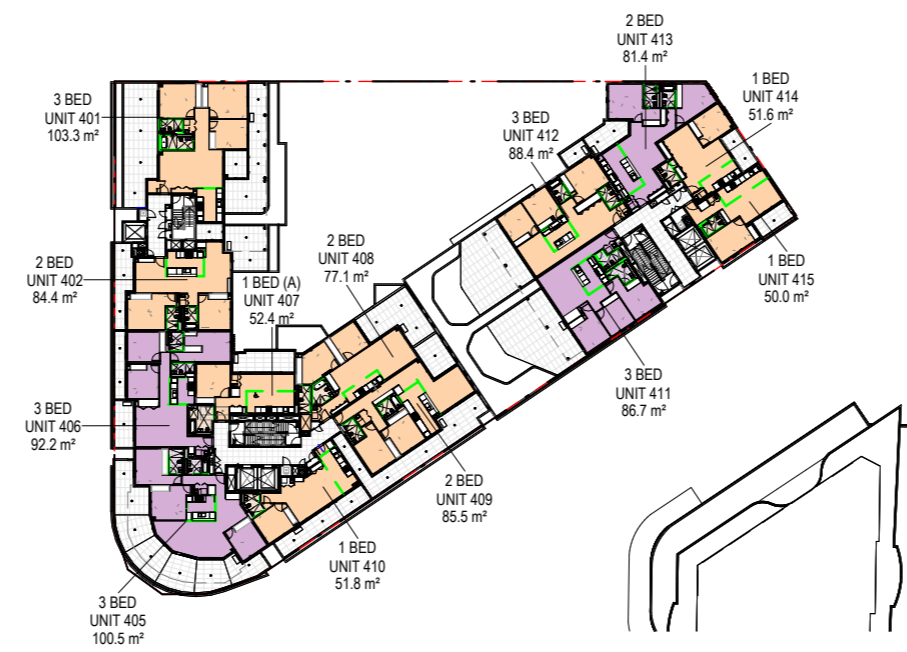 2 BED
UNIT 413
81.4 m²
1 BED
UNIT 414
51.6 m²
3 BED
UNIT 401
103.3 m²
3 BED
UNIT 412
88.4 m²
2 BED
UNIT 408
77.1 m²
2 BED
UNIT 402
84.4 m²
1 BED (A)
UNIT 407
52.4 m²
1 BED
UNIT 415
50.0 m²
3 BED
UNIT 411
86.7 m²
3 BED
UNIT 406
92.2 m²
2 BED
UNIT 409
85.5 m²
1 BED
UNIT 410
51.8 m²
3 BED
UNIT 405
100.5 m²